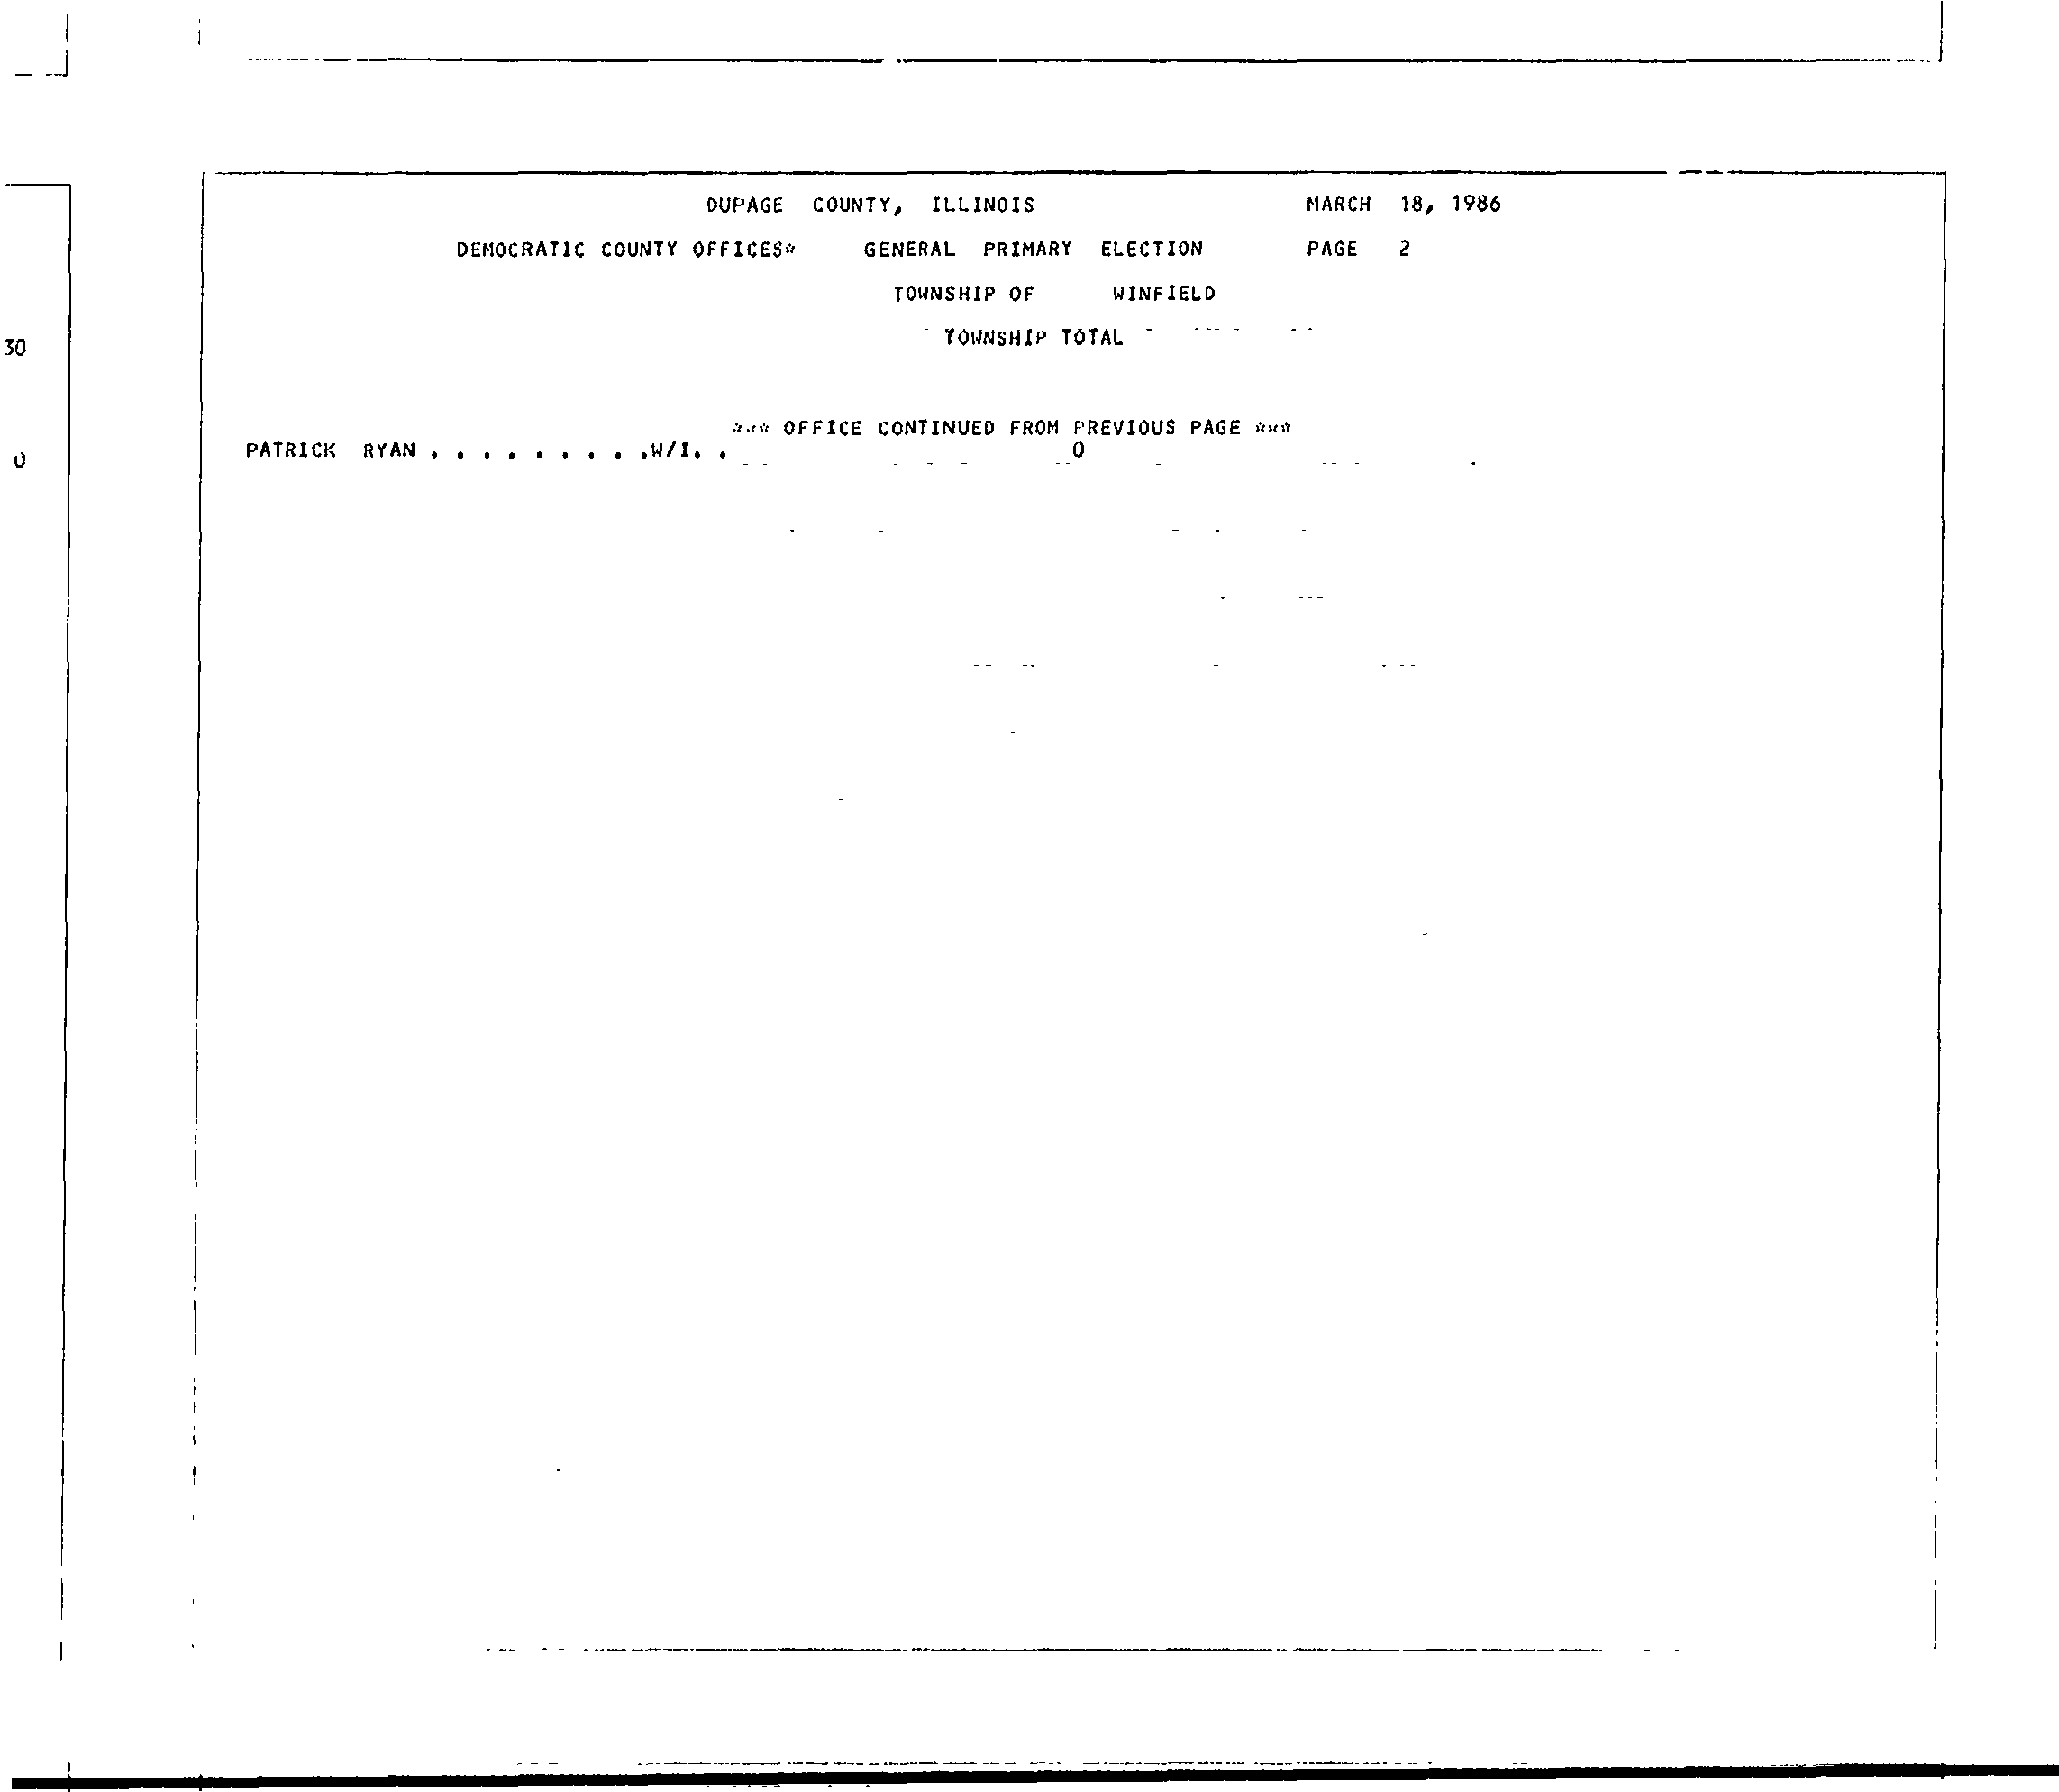 DUPAGE COUNTY, ILLINOIS MARCH 18, 1986
DEMOCRATIC COUNTY OFFICES* GENERAL PRIMARY ELECTION PAGE 2
TOWNSHIP OF WINFIELD
TOWNSHIP TOTAL
30
*** OFFICE CONTINUED FROM PREVIOUS PAGE ***
PATRICK RYAN . . . . . . . . .W/I. . 0
0